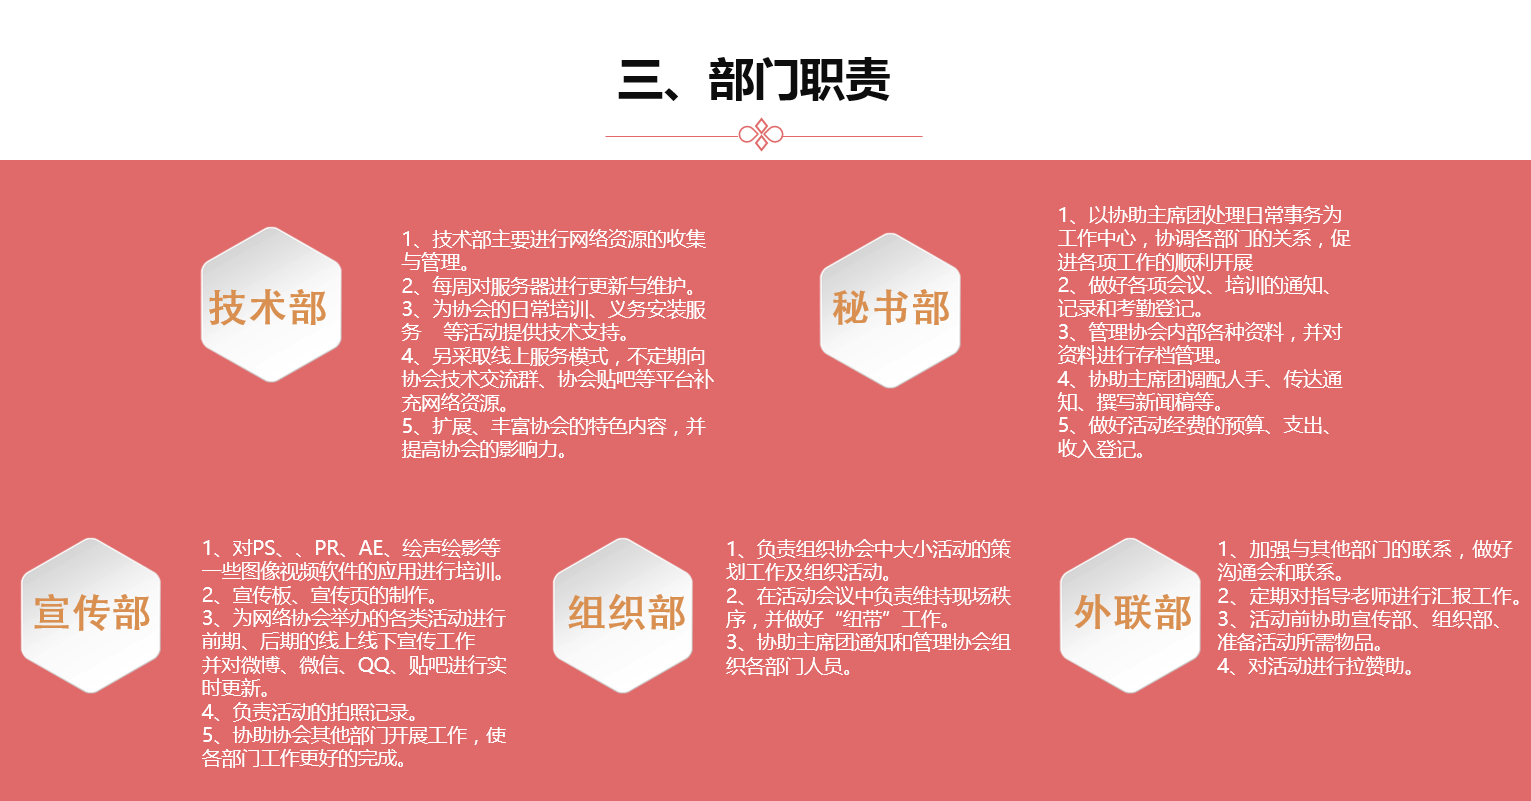 三、部门职责
技术部
1、技术部主要进行网络资源的收集
与管理。
2、每周对服务器进行更新与维护。
3、为协会的日常培训、义务安装服
务 等活动提供技术支持。
4、另采取线上服务模式，不定期向
协会技术交流群、协会贴吧等平台补
充网络资源。
5、扩展、丰富协会的特色内容，并
提高协会的影响力。
秘书部
1、以协助主席团处理日常事务为
工作中心，协调各部门的关系，促
进各项工作的顺利开展
2、做好各项会议、培训的通知、
记录和考勤登记。
3、管理协会内部各种资料，并对
资料进行存档管理。
4、协助主席团调配人手、传达通
知、撰写新闻稿等。
5、做好活动经费的预算、支出、
收入登记。
宣传部
1、对PS、、PR、AE、绘声绘影等
一些图像视频软件的应用进行培训。
2、宣传板、宣传页的制作。
3、为网络协会举办的各类活动进行
前期、后期的线上线下宣传工作
并对微博、微信、QQ、贴吧进行实
时更新。
4、负责活动的拍照记录。
5、协助协会其他部门开展工作，使
各部门工作更好的完成。
组织部
1、负责组织协会中大小活动的策
划工作及组织活动。
2、在活动会议中负责维持现场秩
序，并做好“纽带”工作。
3、协助主席团通知和管理协会组
织各部门人员。
外联部
1、加强与其他部门的联系，做好
沟通会和联系。
2、定期对指导老师进行汇报工作。
3、活动前协助宣传部、组织部、
准备活动所需物品。
4、对活动进行拉赞助。